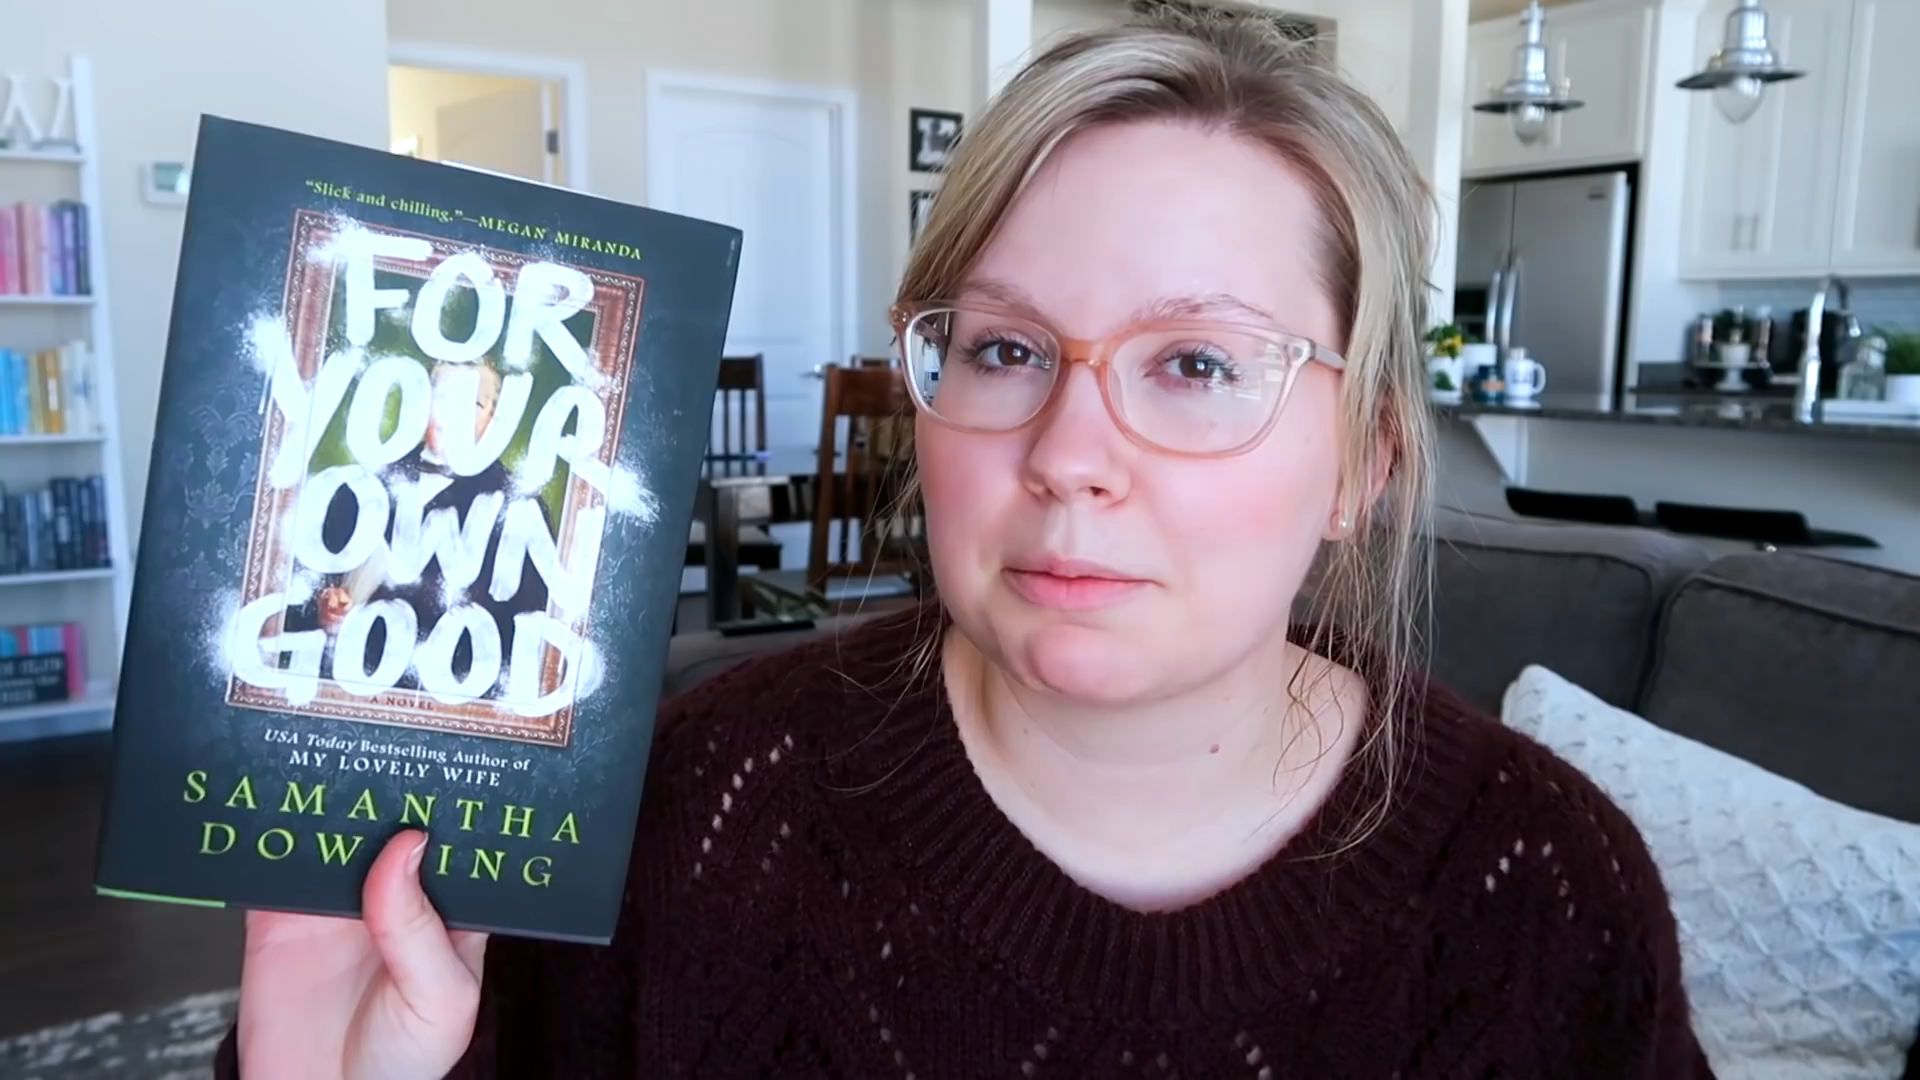 “Slick and chilling.”—MEGAN MIRANDA
FOR
YOUR
OWN
GOOD
A NOVEL
USA Today Bestselling Author of
MY LOVELY WIFE
SAMANTHA
DOW ING